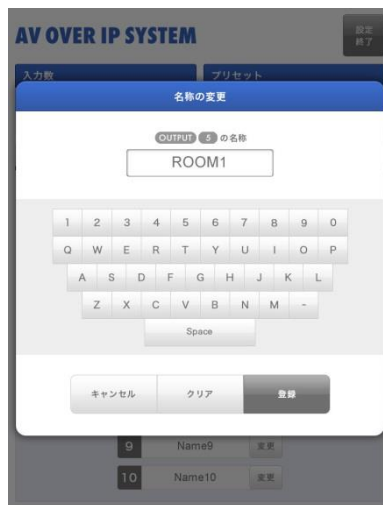 AV OVER IP SYSTEM
設定
終了
入力数 プリセット
名称の変更
OUTPUT 5 の名称
ROOM1
1 2 3 4 5 6 7 8 9 0
Q W E R T Y U I O P
A S D F G H J K L
Z X C V B N M -
Space
キャンセル クリア 登録
9 Name9 変更
10 Name10 変更